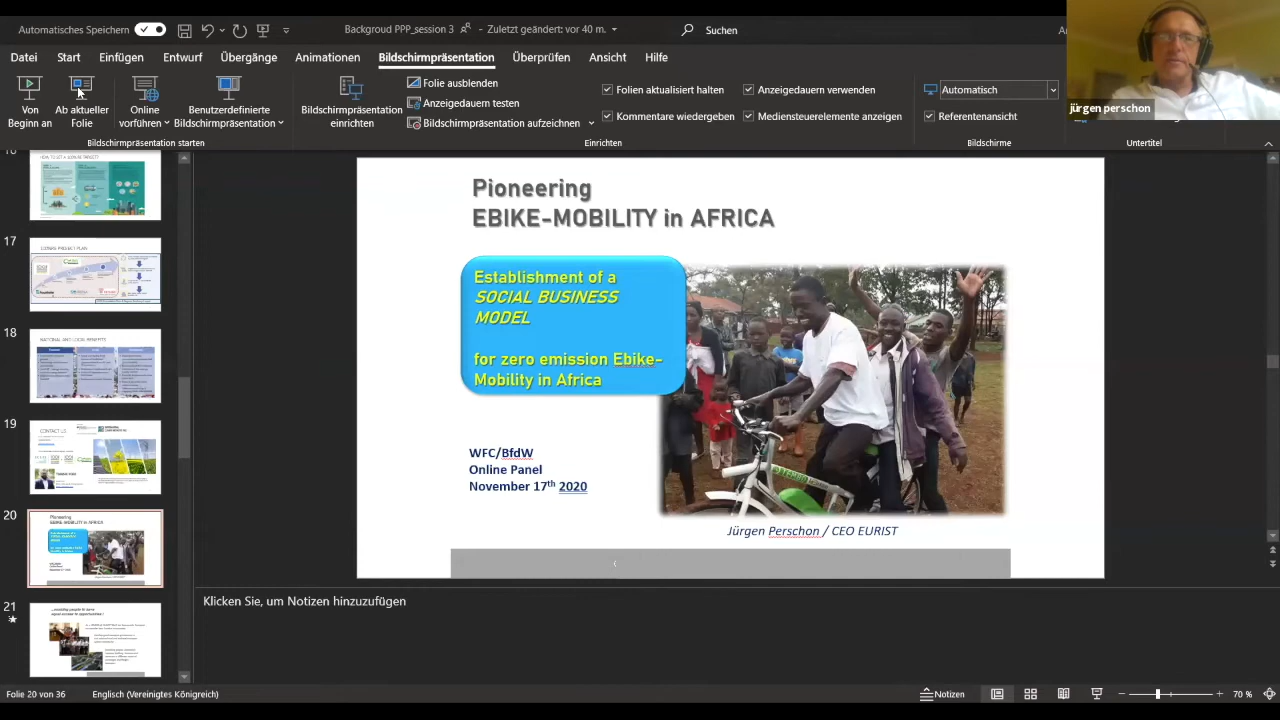 Automatisches Speichern
Backgroud PPP_session 3
- Zuletzt geändert: vor 40 m.
Suchen
Datei
Start
Einfügen
Entwurf
Übergänge
Animationen
Bildschirmpräsentation
Überprüfen
Ansicht
Hilfe
jürgen perschon
Von
Beginn an
Ab aktueller
Folie
Online
vorführen
Benutzerdefinierte
Bildschirmpräsentation
Bildschirmpräsentation
einrichten
Folie ausblenden
Anzeigedauern testen
Bildschirmpräsentation aufzeichnen
Folien aktualisiert halten
Kommentare wiedergeben
Anzeigedauern verwenden
Mediensteuerelemente anzeigen
Automatisch
Referentenansicht
Bildschirmpräsentation starten
Einrichten
Bildschirme
Untertitel
17
18
19
CONTACT US
20
21
Pioneering
EBIKE-MOBILITY in AFRICA
Establishment of a
SOCIAL BUSINESS
MODEL
for zero emission Ebike-
Mobility in Africa
WFC/BfdW
Online Panel
November 17th 2020
Jürgen Perschon / CEO EURIST
Klicken Sie, um Notizen hinzuzufügen
Folie 20 von 36
Englisch (Vereinigtes Königreich)
Notizen
70 %